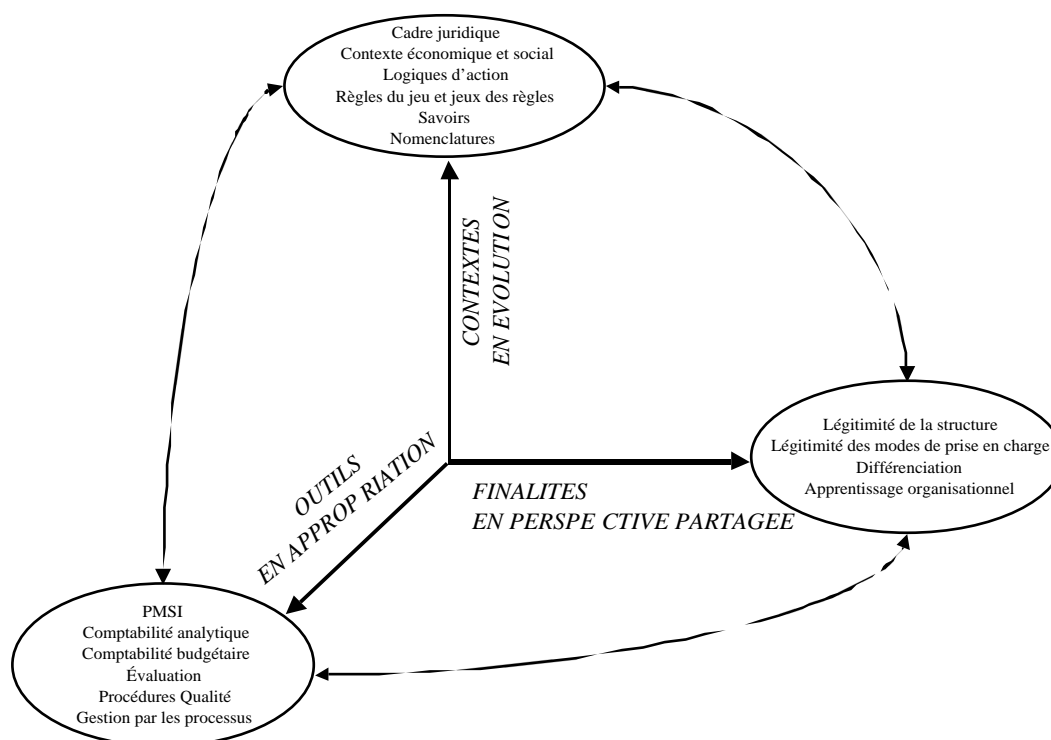 Cadre juridique
Contexte économique et social
Logiques d'action
Règles du jeu et jeux des règles
Savoirs
Nomenclatures
CONTEXTES
EN EVOLUTION
Légitimité de la structure
Légitimité des modes de prise en charge
Différenciation
Apprentissage organisationnel
OUTILS
EN APPROP RIATION
FINALITES
EN PERSPE CTIVE PARTAGEE
PMSI
Comptabilité analytique
Comptabilité budgétaire
Évaluation
Procédures Qualité
Gestion par les processus